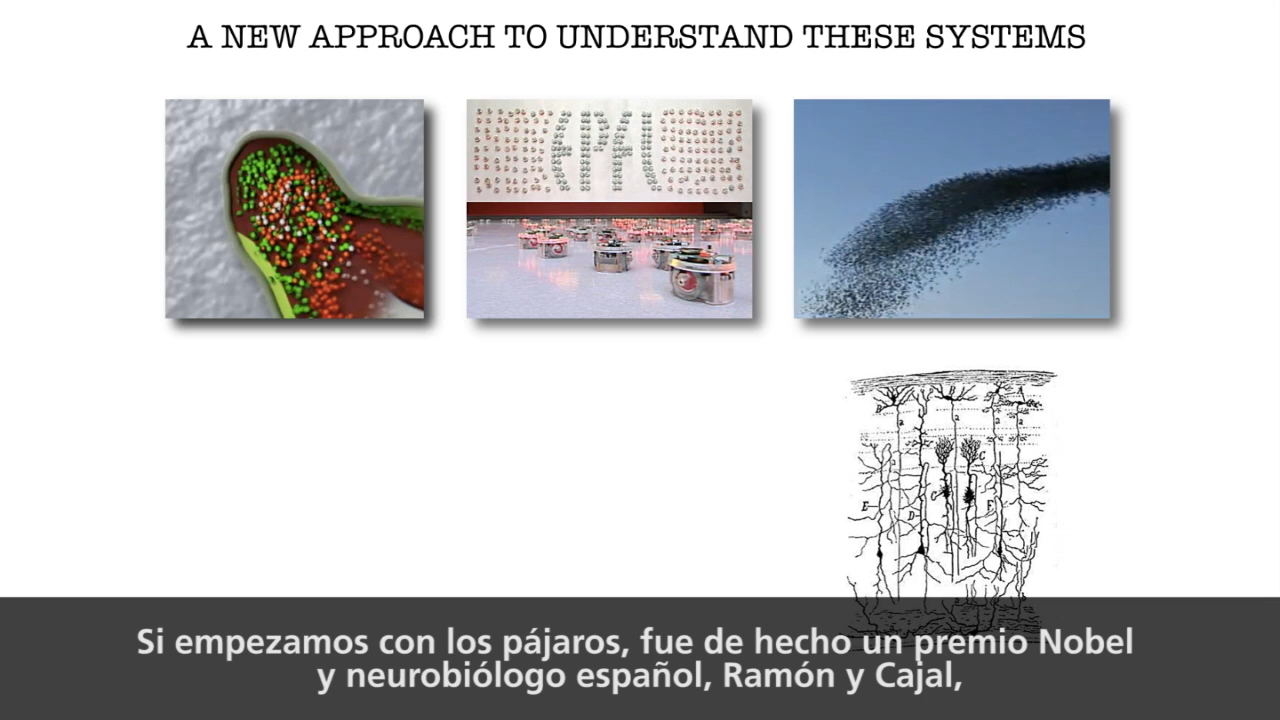 A NEW APPROACH TO UNDERSTAND THESE SYSTEMS
EPFL
Si empezamos con los pájaros, fue de hecho un premio Nobel
y neurobiólogo español, Ramón y Cajal,